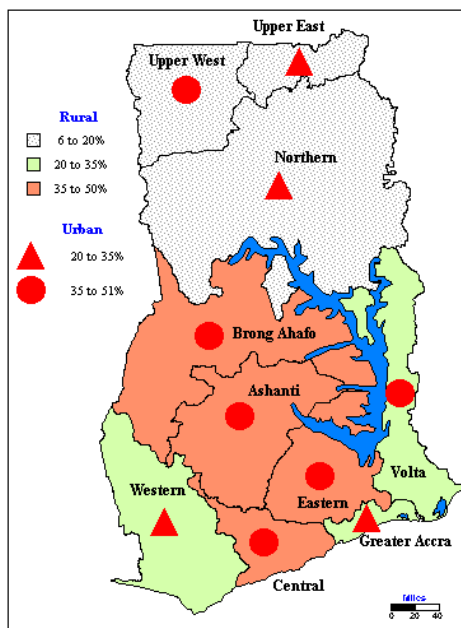 Upper East
Upper West
Rural
6 to 20%
20 to 35%
35 to 50%
Northern
Urban
20 to 35%
35 to 51%
Brong Ahafo
Ashanti
Volta
Western
Eastern
Greater Accra
Central
Miles
0 20 40